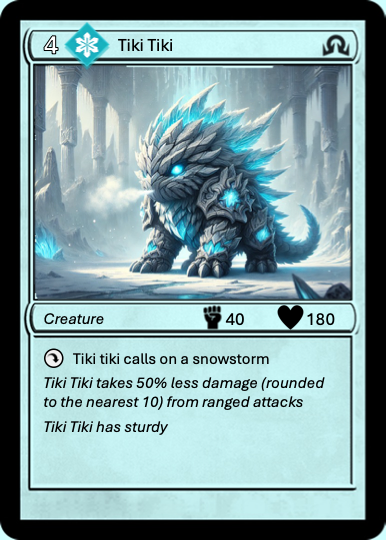 4 Tiki Tiki
Creature 40 180
Tiki tiki calls on a snowstorm
Tiki Tiki takes 50% less damage (rounded
to the nearest 10) from ranged attacks
Tiki Tiki has sturdy